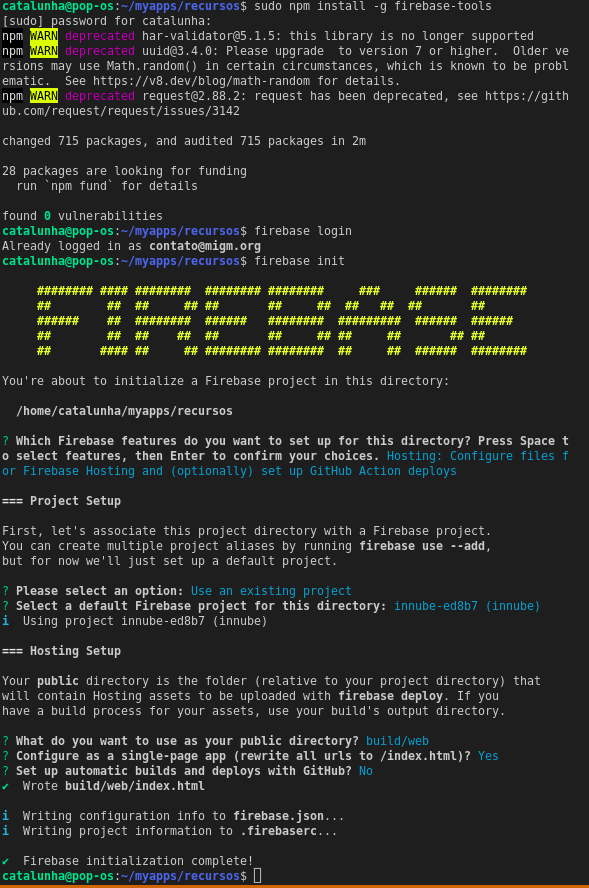 catalunha@pop-os:~/myapps/recursos$ sudo npm install -g firebase-tools
[sudo] password for catalunha:
npm WARN deprecated har-validator@5.1.5: this library is no longer supported
npm WARN deprecated uuid@3.4.0: Please upgrade  to version 7 or higher.  Older ve
rsions may use Math.random() in certain circumstances, which is known to be probl
ematic.  See https://v8.dev/blog/math-random for details.
npm WARN deprecated request@2.88.2: request has been deprecated, see https://gith
ub.com/request/request/issues/3142
changed 715 packages, and audited 715 packages in 2m
28 packages are looking for funding
  run `npm fund` for details
found 0 vulnerabilities
catalunha@pop-os:~/myapps/recursos$ firebase login
Already logged in as contato@migm.org
catalunha@pop-os:~/myapps/recursos$ firebase init
     ######## #### ########  ######## ########     ###     ######  ########
     ##        ##  ##     ## ##       ##     ##  ##   ##  ##       ##
     ######    ##  ########  ######   ########  #########  ######  ######
     ##        ##  ##    ##  ##       ##     ## ##     ##       ## ##
     ##       #### ##     ## ######## ########  ##     ##  ######  ########
You're about to initialize a Firebase project in this directory:
  /home/catalunha/myapps/recursos
? Which Firebase features do you want to set up for this directory? Press Space t
o select features, then Enter to confirm your choices. Hosting: Configure files f
or Firebase Hosting and (optionally) set up GitHub Action deploys
=== Project Setup
First, let's associate this project directory with a Firebase project.
You can create multiple project aliases by running firebase use --add,
but for now we'll just set up a default project.
? Please select an option: Use an existing project
? Select a default Firebase project for this directory: innube-ed8b7 (innube)
i  Using project innube-ed8b7 (innube)
=== Hosting Setup
Your public directory is the folder (relative to your project directory) that
will contain Hosting assets to be uploaded with firebase deploy. If you
have a build process for your assets, use your build's output directory.
? What do you want to use as your public directory? build/web
? Configure as a single-page app (rewrite all urls to /index.html)? Yes
? Set up automatic builds and deploys with GitHub? No
✔  Wrote build/web/index.html
i  Writing configuration info to firebase.json...
i  Writing project information to .firebaserc...
✔  Firebase initialization complete!
catalunha@pop-os:~/myapps/recursos$